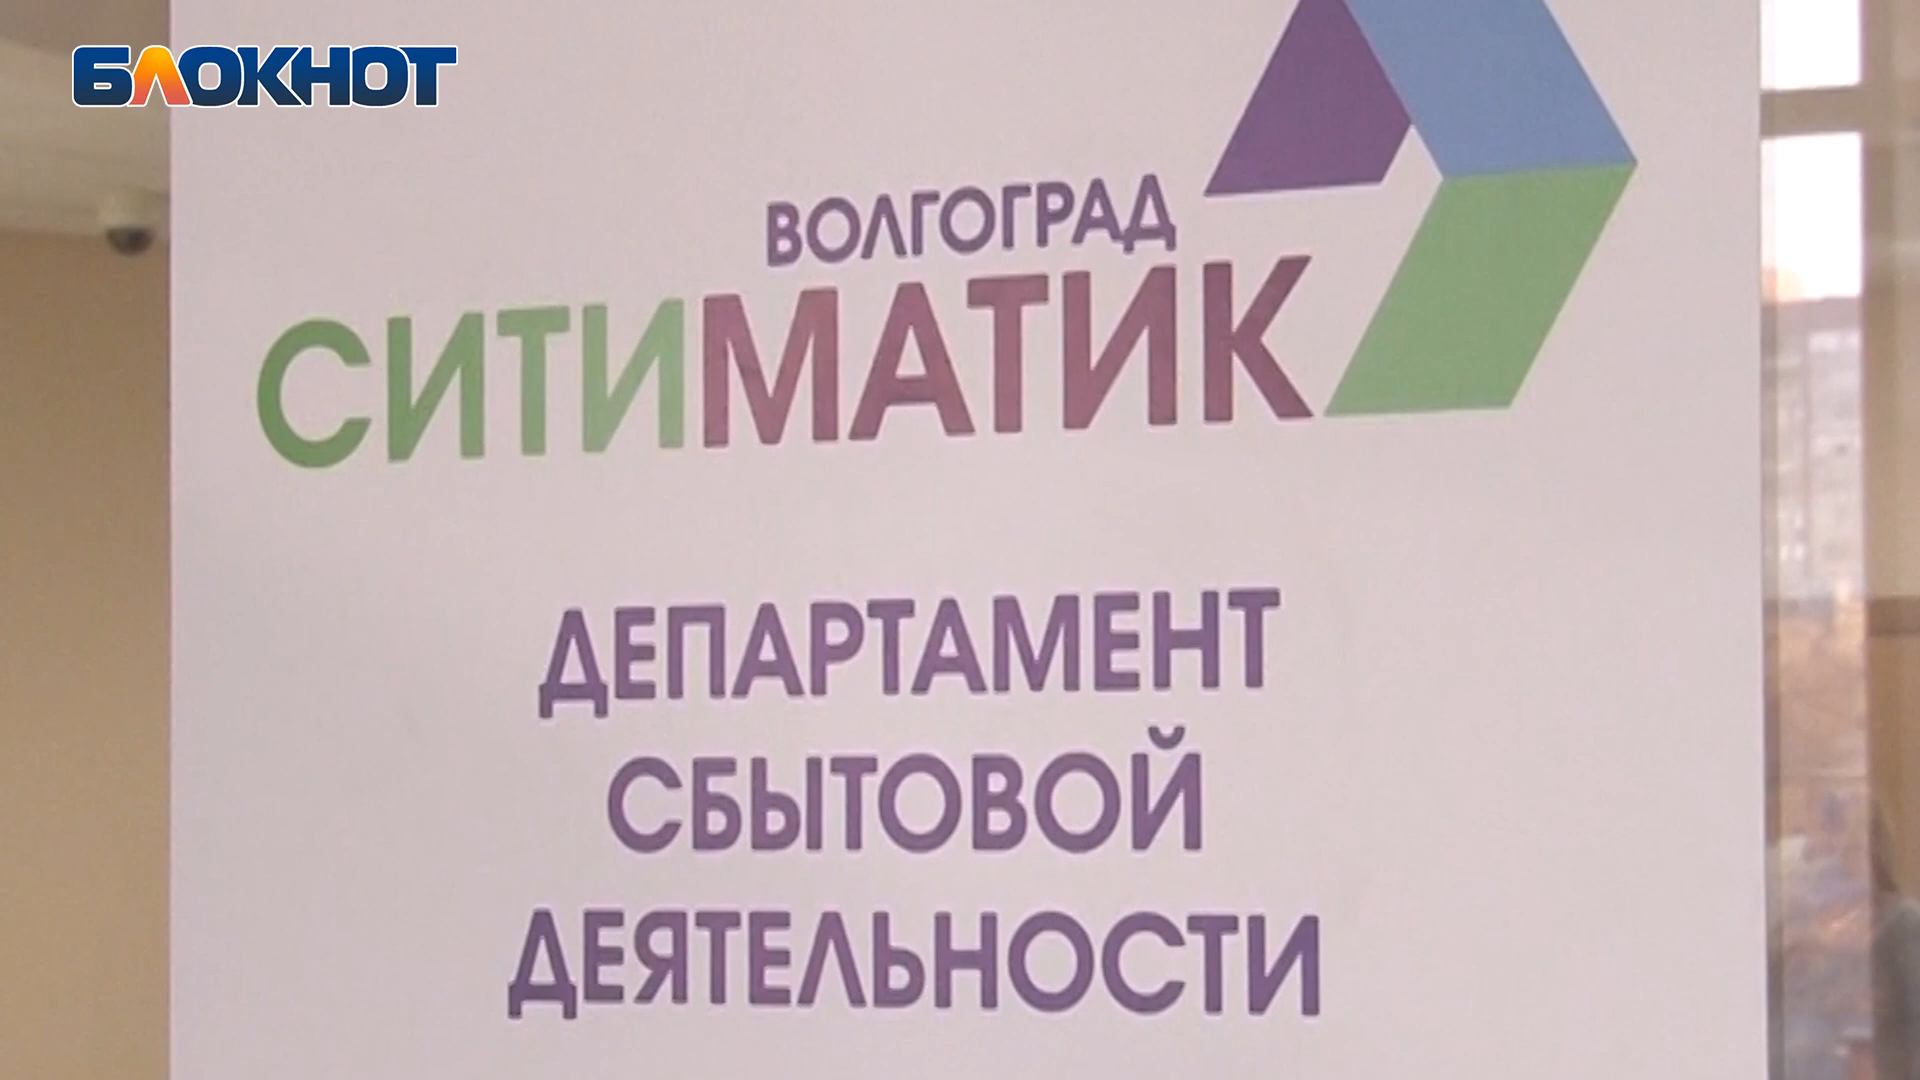 БЛОКНОТ
ВОЛГОГРАД
СИТИМАТИК
ДЕПАРТАМЕНТ
СБЫТОВОЙ
ДЕЯТЕЛЬНОСТИ